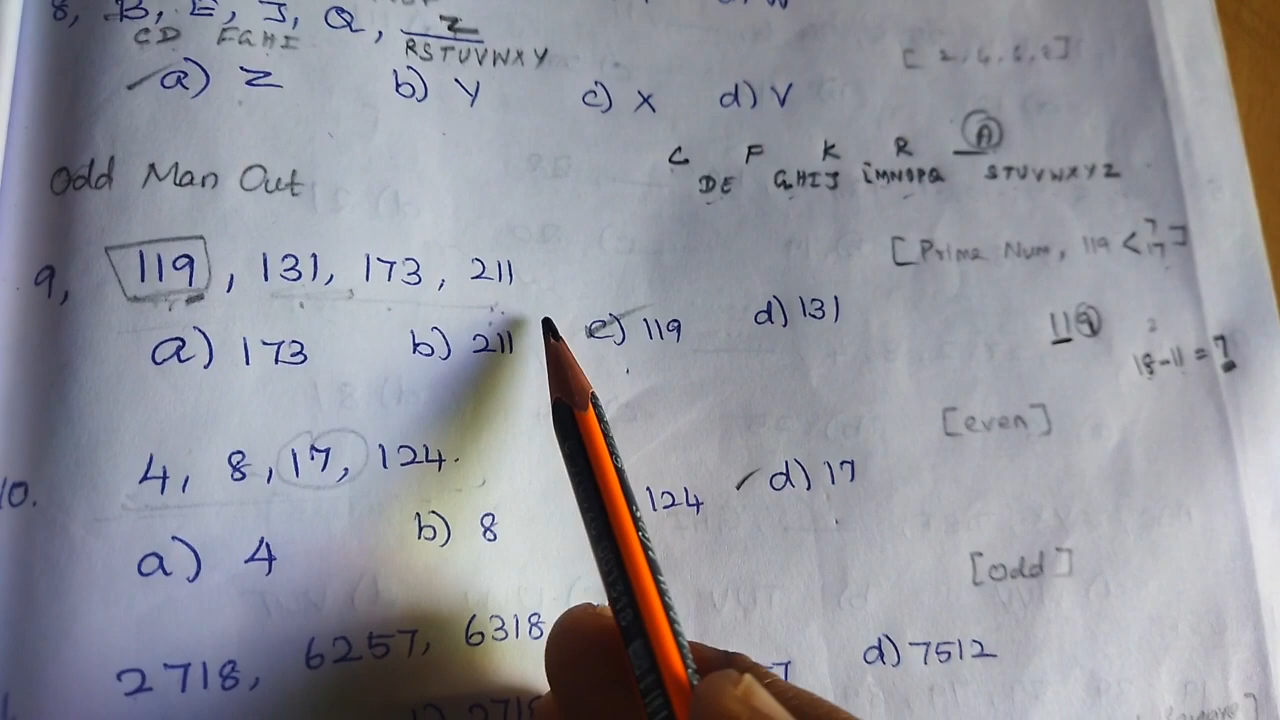 8, B, E, J, Q, Z
CD FGHI RSTUVWXY
a) Z b) Y c) X d) V
C F K R A
DE GHIJ LMNOPQ STUVWXYZ
Odd Man Out
[Prime Num, 119 < 7 17]
9, 119, 131, 173, 211
a) 173 b) 211 c) 119 d) 131
119
18-11 = 7
[even]
10. 4, 8, 17, 124.
a) 4 b) 8 124 d) 17
[odd]
2718, 6257, 6318
d) 7512